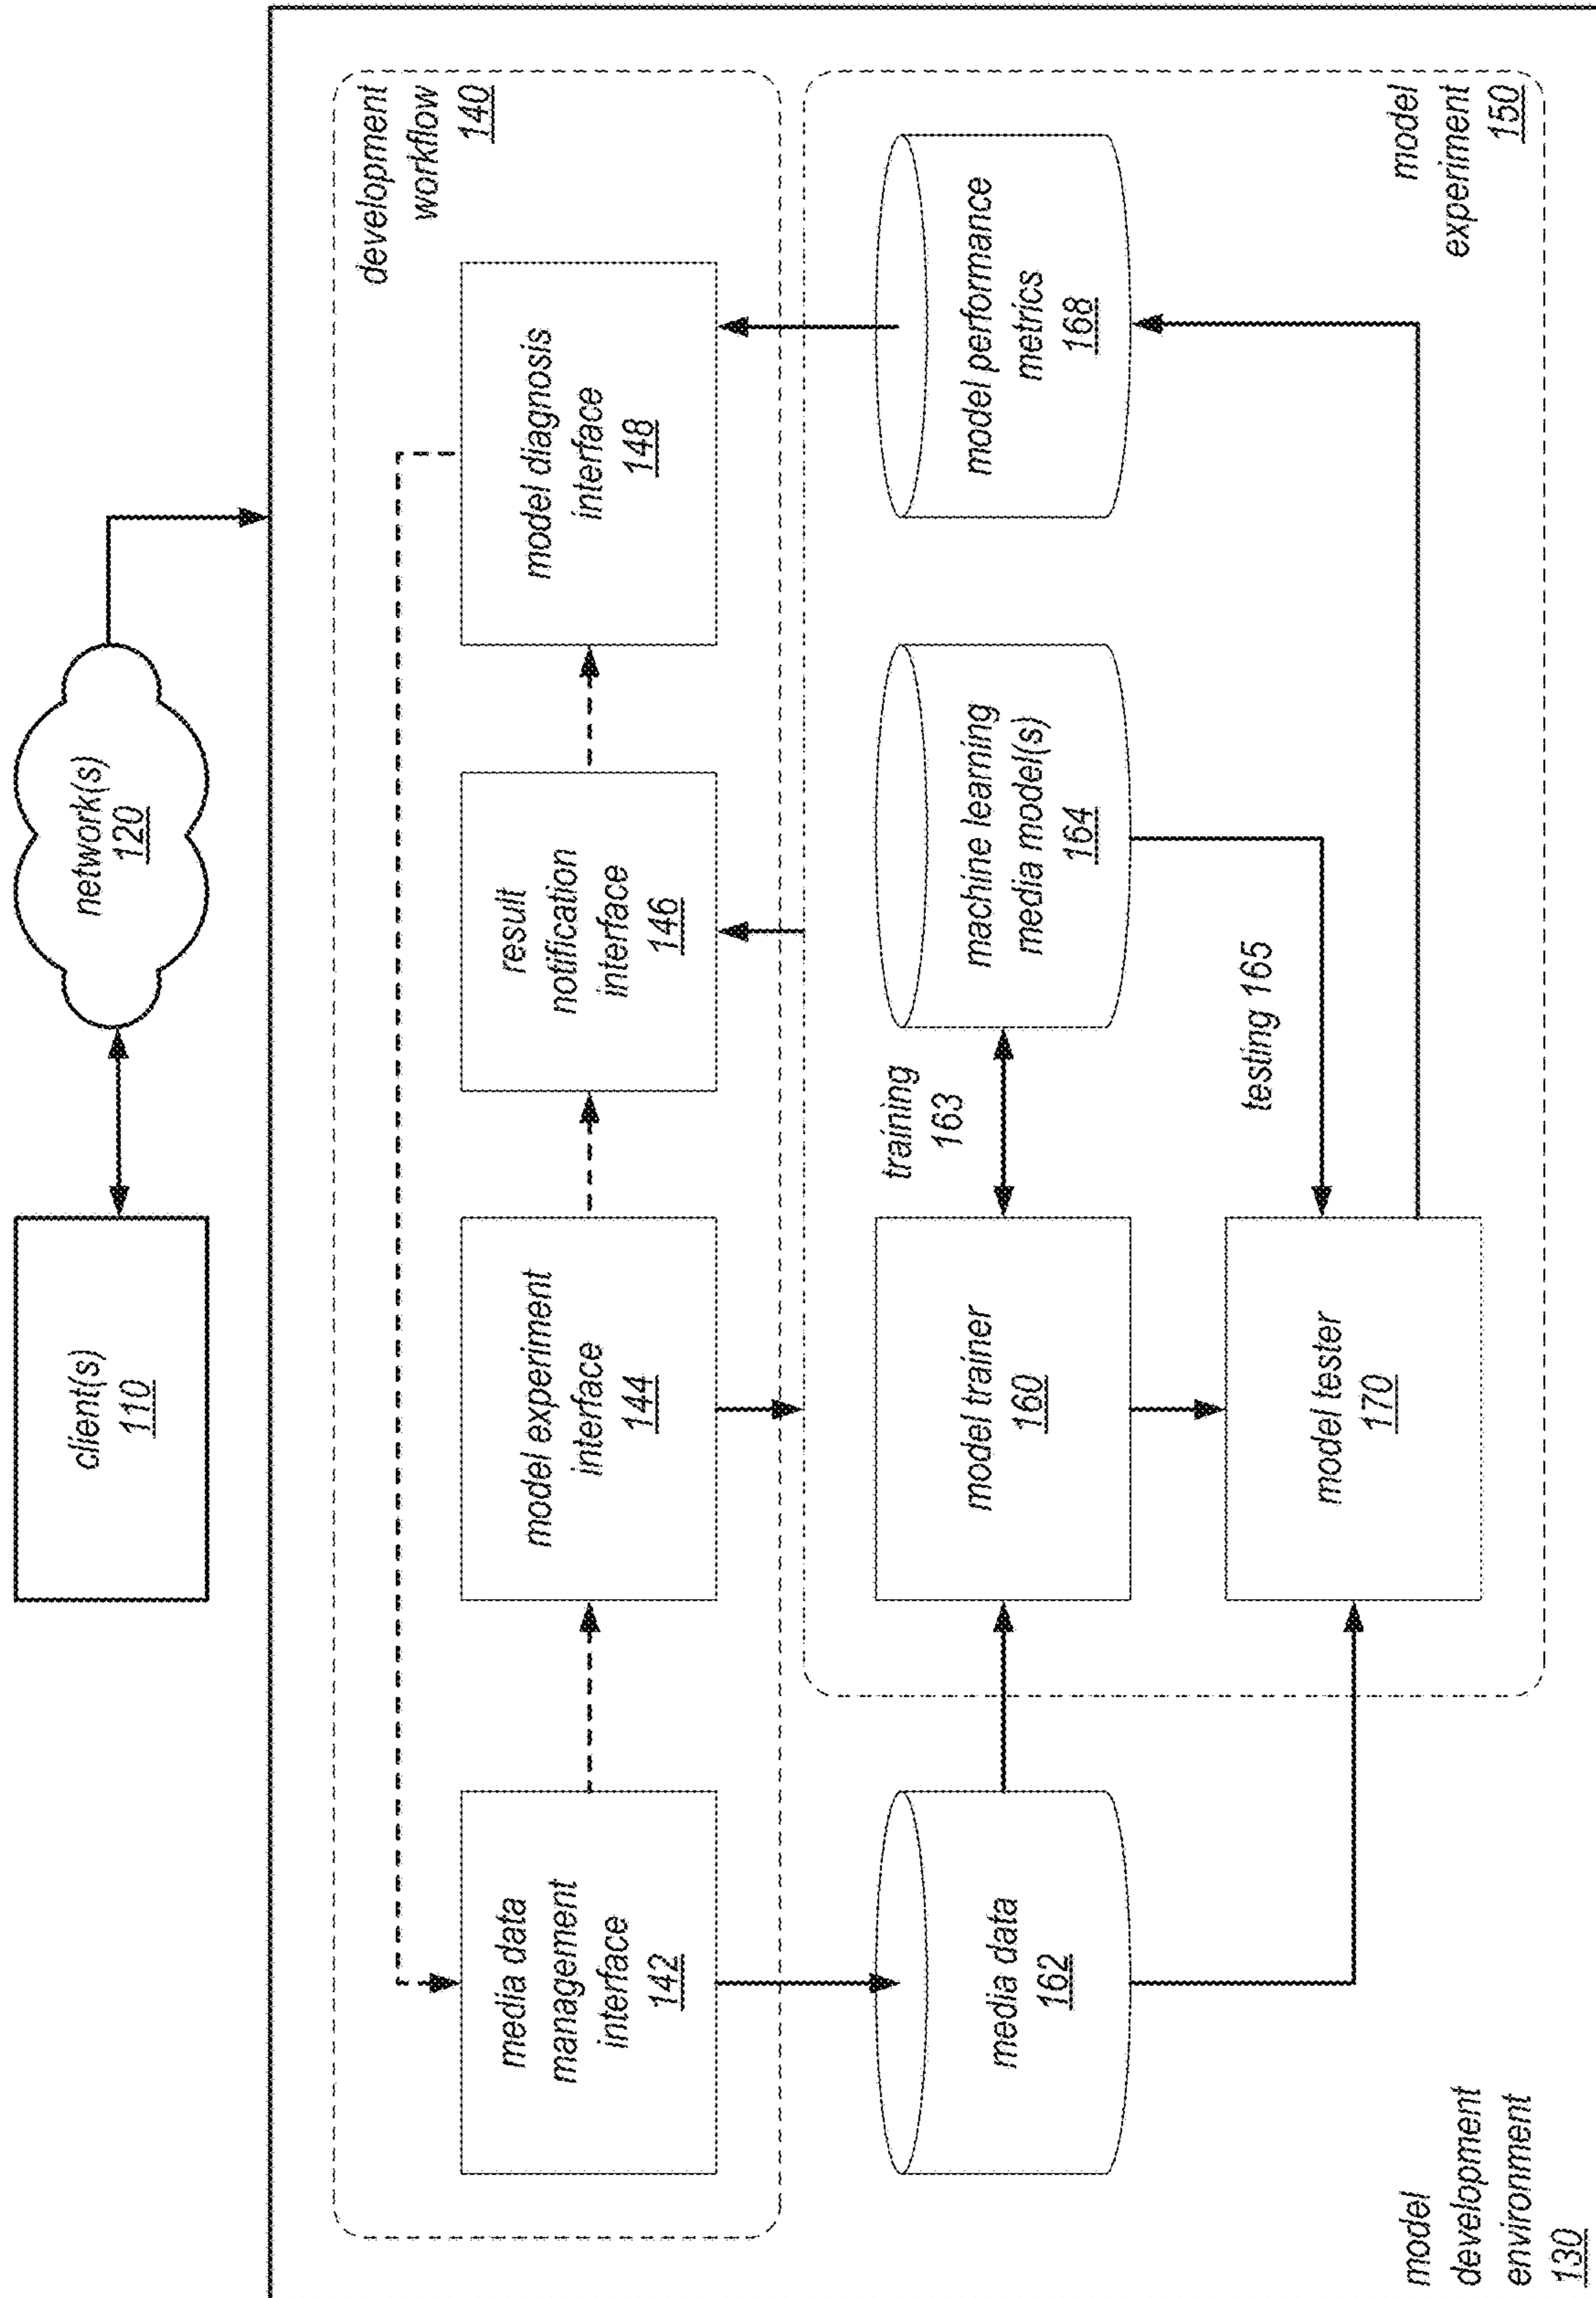 client(s)
110
network(s)
120
development
workflow
140
media data
management
interface
142
model experiment
interface
144
result
notification
interface
146
model diagnosis
interface
148
media data
162
model trainer
160
training
163
machine learning
media model(s)
164
model performance
metrics
168
model tester
170
testing 165
model
experiment
150
model
development
environment
130